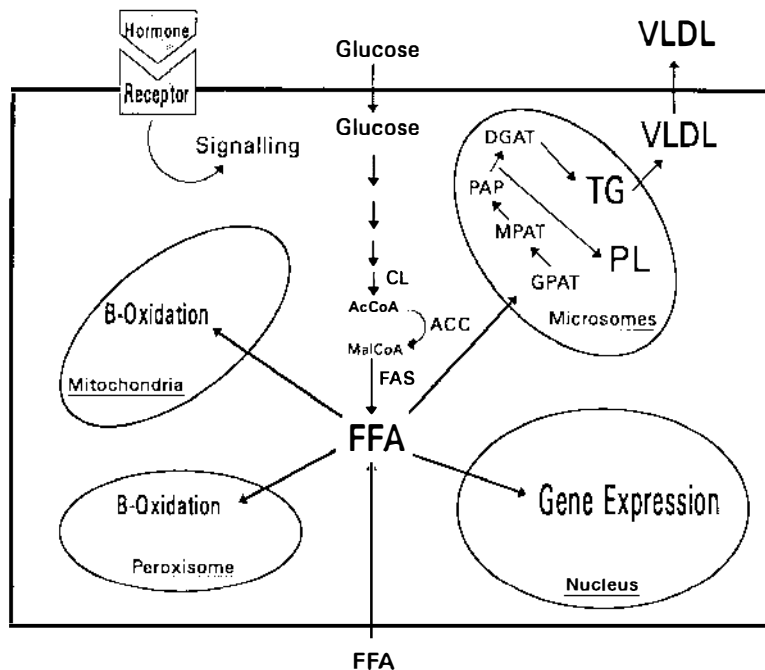 Hormone
Receptor
Signalling
Glucose
Glucose
CL
AcCoA
ACC
MalCoA
FAS
FFA
FFA
VLDL
VLDL
DGAT
TG
PAP
MPAT
PL
GPAT
Microsomes
B-Oxidation
Mitochondria
B-Oxidation
Peroxisome
Gene Expression
Nucleus